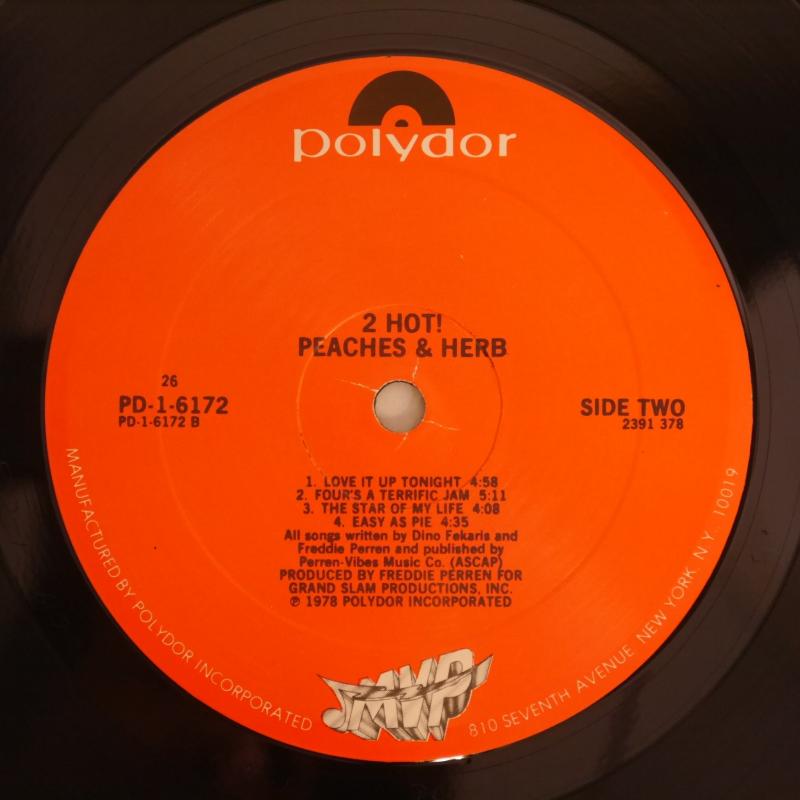 polydor
2 HOT!
PEACHES & HERB
26
PD-1-6172
PD-1-6172 B
SIDE TWO
2391 378
1. LOVE IT UP TONIGHT 4:58
2. FOUR'S A TERRIFIC JAM 5:11
3. THE STAR OF MY LIFE 4:08
4. EASY AS PIE 4:35
All songs written by Dino Fekaris and
Freddie Perren and published by
Perren-Vibes Music Co. (ASCAP)
PRODUCED BY FREDDIE PERREN FOR
GRAND SLAM PRODUCTIONS, INC.
℗ 1978 POLYDOR INCORPORATED
MVP
MANUFACTURED BY POLYDOR INCORPORATED
810 SEVENTH AVENUE NEW YORK, N.Y. 10019